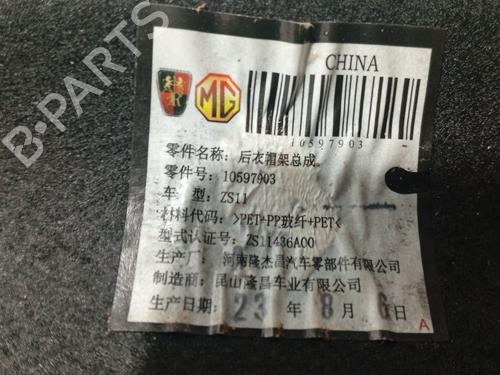 CHINA
MG
10597903
零件名称: 后衣帽架总成
零件号: 10597903
车 型: ZS11
材料代码: >PET+PP玻纤+PET<
型式认证号: ZS11436A00
生产厂: 河南隆杰昌汽车零部件有限公司
制造商: 昆山隆昌车业有限公司
生产日期: 23 年 8 月 6 日
A
B-PARTS